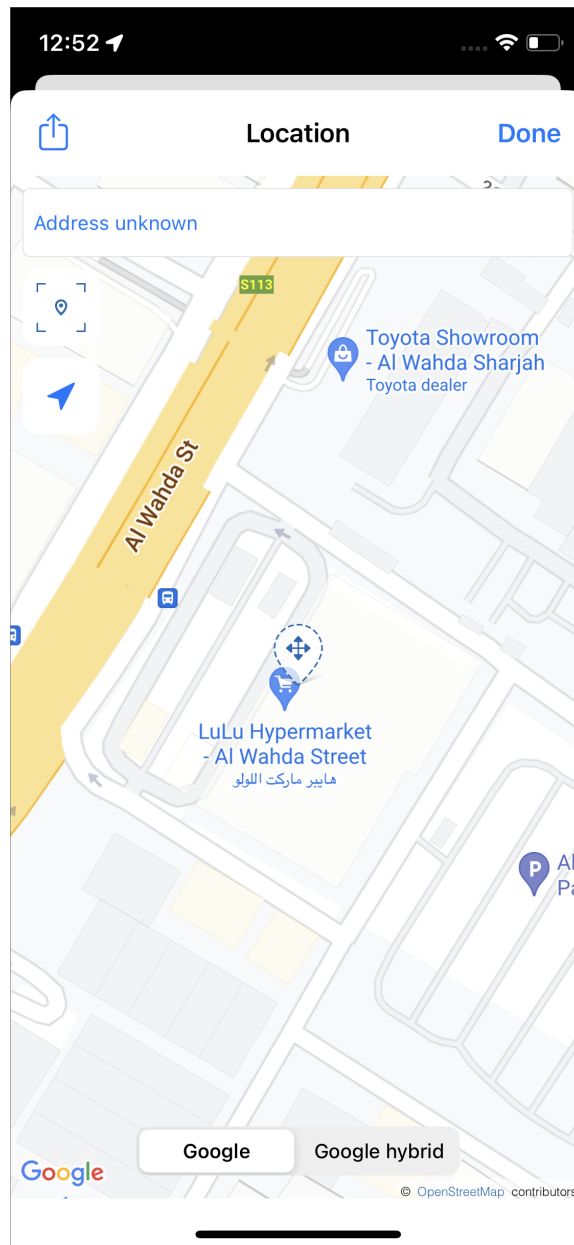 12:52
Location
Done
Address unknown
S113
Toyota Showroom
- Al Wahda Sharjah
Toyota dealer
Al Wahda St
LuLu Hypermarket
- Al Wahda Street
هايبر ماركت اللولو
P
Google
Google hybrid
Google
© OpenStreetMap contributors